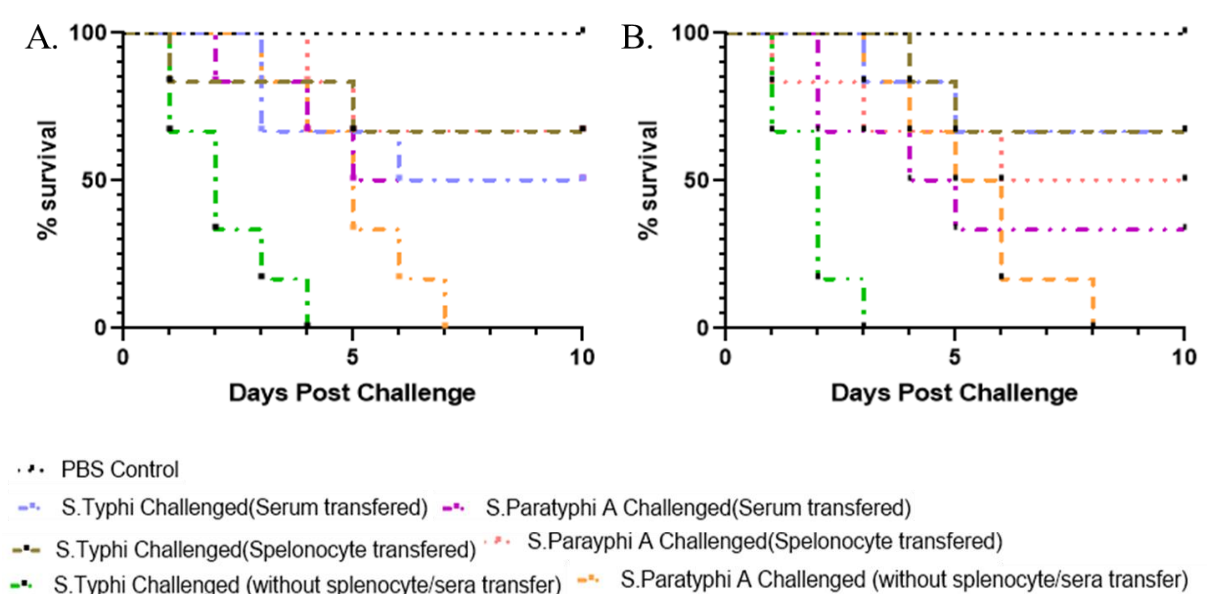 A.
B.
100
50
0
% survival
0 5 10
Days Post Challenge
100
50
0
% survival
0 5 10
Days Post Challenge
PBS Control
S.Typhi Challenged(Serum transfered)
S.Paratyphi A Challenged(Serum transfered)
S.Typhi Challenged(Spelonocyte transfered)
S.Parayphi A Challenged(Spelonocyte transfered)
S.Typhi Challenged (without splenocyte/sera transfer)
S.Paratyphi A Challenged (without splenocyte/sera transfer)